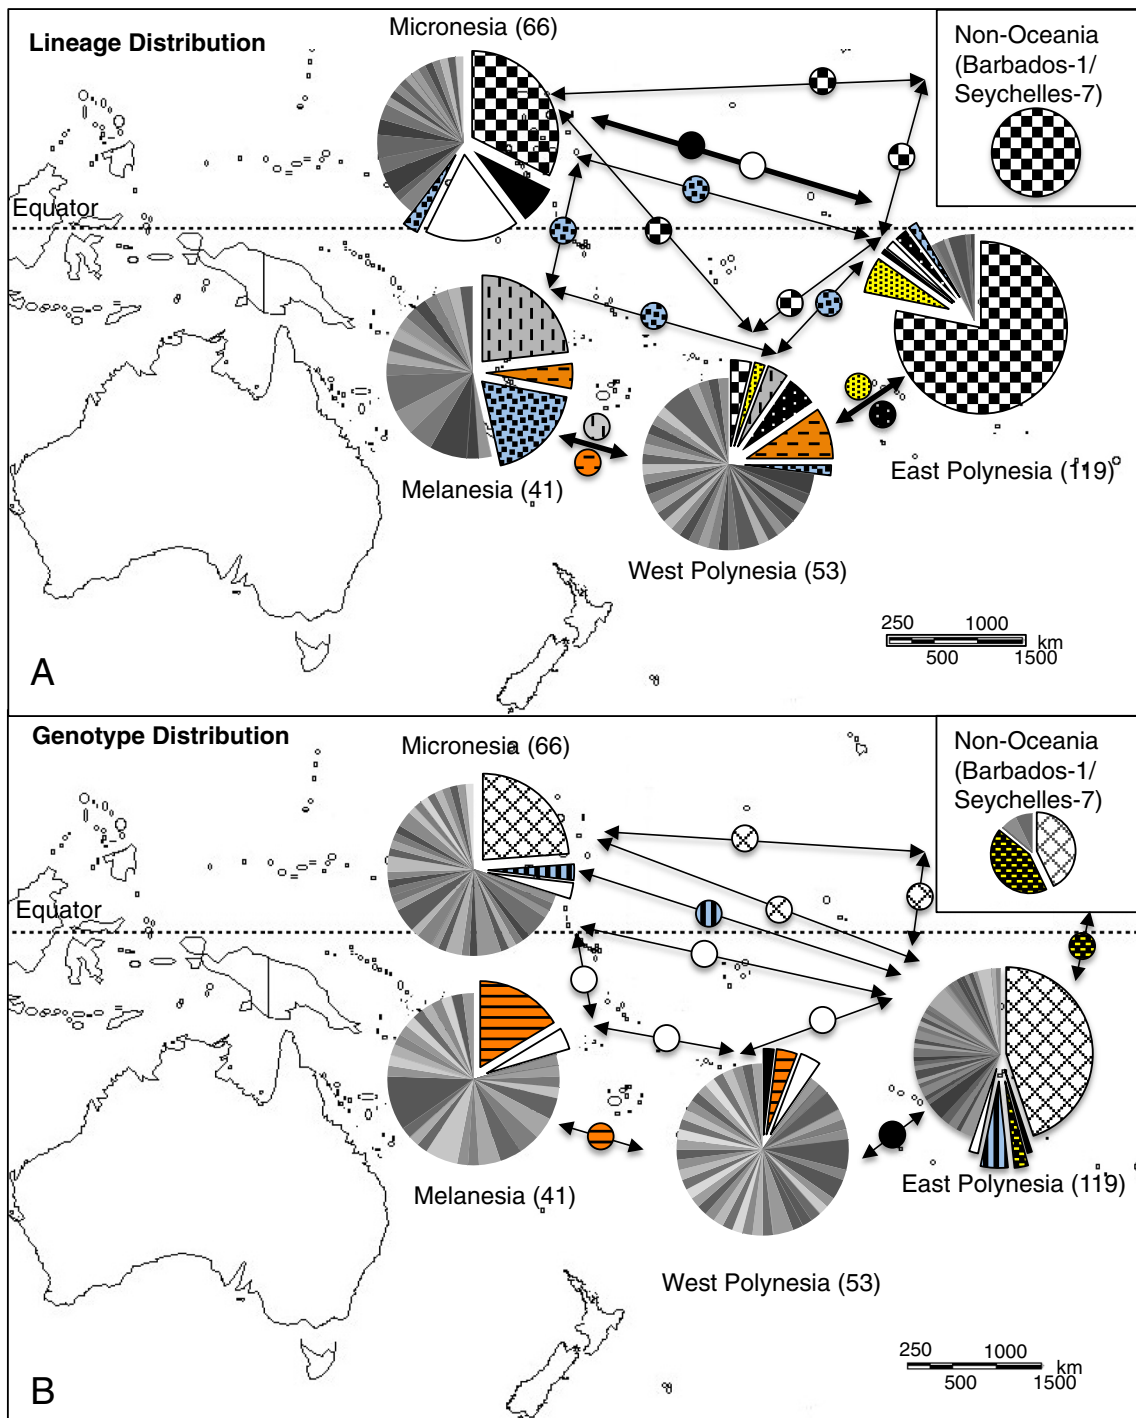 Lineage Distribution
Micronesia (66)
Non-Oceania
(Barbados-1/
Seychelles-7)
Equator
Melanesia (41)
East Polynesia (119)
West Polynesia (53)
250 1000
km
500 1500
A
Genotype Distribution
Micronesia (66)
Non-Oceania
(Barbados-1/
Seychelles-7)
Equator
Melanesia (41)
East Polynesia (119)
West Polynesia (53)
250 1000
km
500 1500
B